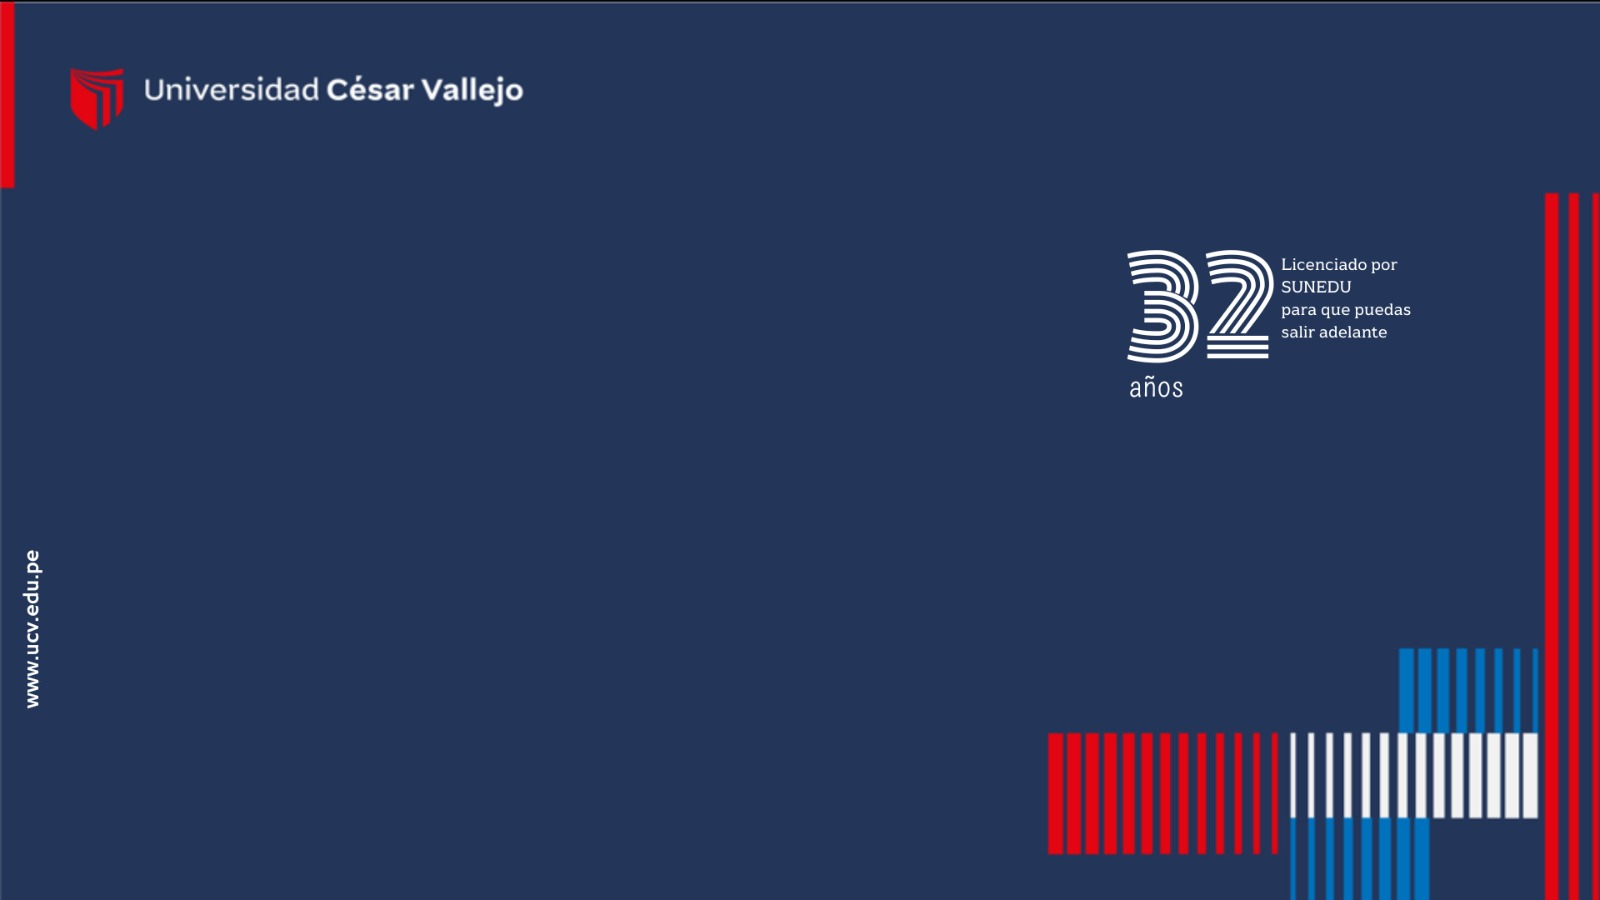 Universidad César Vallejo
32
años
Licenciado por
SUNEDU
para que puedas
salir adelante
www.ucv.edu.pe